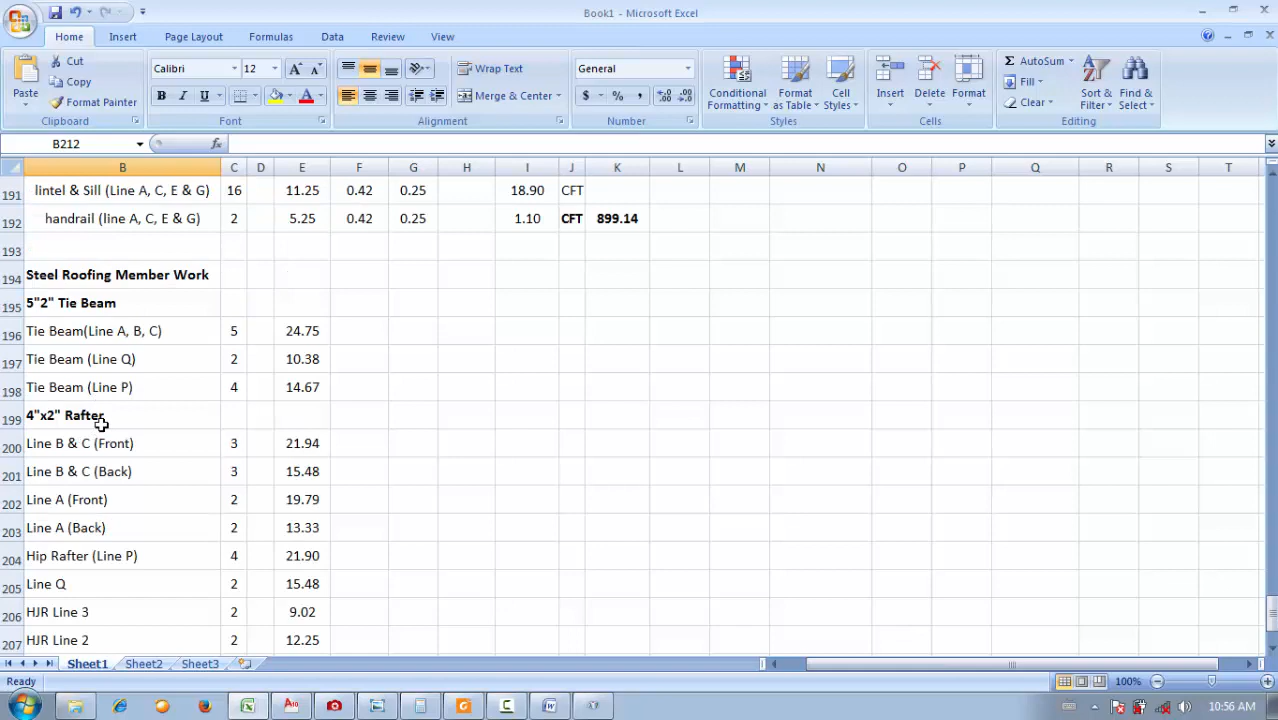 Book1 - Microsoft Excel
Home Insert Page Layout Formulas Data Review View
Paste
Cut
Copy
Format Painter
Clipboard
Calibri 12
B I U
Font
Wrap Text
Merge & Center
Alignment
General
$ % ,
Number
Conditional Formatting
Format as Table
Cell Styles
Styles
Insert Delete Format
Cells
Σ AutoSum
Fill
Clear
Sort & Filter
Find & Select
Editing
B212 fx
B C D E F G H I J K L M N O P Q R S T
191 lintel & Sill (Line A, C, E & G) 16 11.25 0.42 0.25 18.90 CFT
192 handrail (line A, C, E & G) 2 5.25 0.42 0.25 1.10 CFT 899.14
193
194 Steel Roofing Member Work
195 5"2" Tie Beam
196 Tie Beam(Line A, B, C) 5 24.75
197 Tie Beam (Line Q) 2 10.38
198 Tie Beam (Line P) 4 14.67
199 4"x2" Rafter
200 Line B & C (Front) 3 21.94
201 Line B & C (Back) 3 15.48
202 Line A (Front) 2 19.79
203 Line A (Back) 2 13.33
204 Hip Rafter (Line P) 4 21.90
205 Line Q 2 15.48
206 HJR Line 3 2 9.02
207 HJR Line 2 2 12.25
Sheet1 Sheet2 Sheet3
Ready 100%
10:56 AM